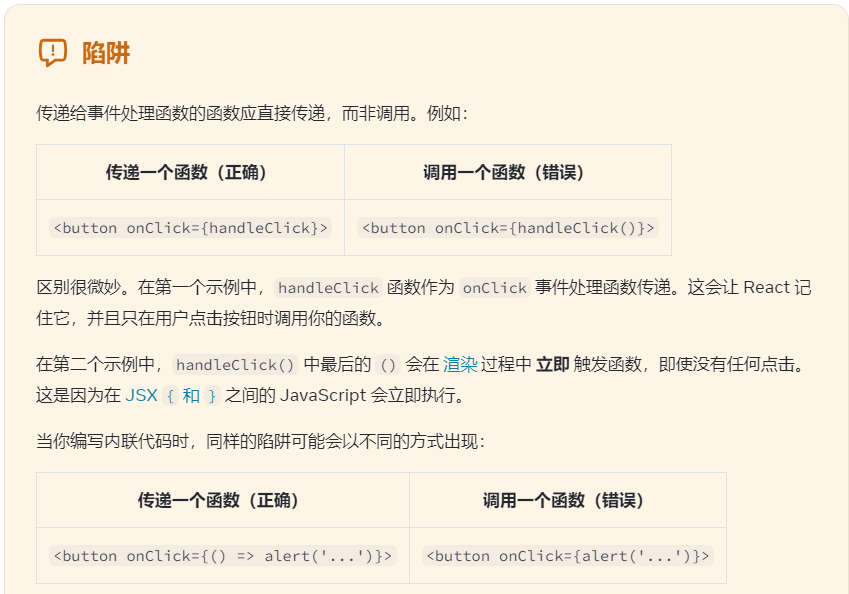 陷阱
传递给事件处理函数的函数应直接传递，而非调用。例如：
传递一个函数（正确） 调用一个函数（错误）
<button onClick={handleClick}> <button onClick={handleClick()}>
区别很微妙。在第一个示例中，handleClick 函数作为 onClick 事件处理函数传递。这会让 React 记
住它，并且只在用户点击按钮时调用你的函数。
在第二个示例中，handleClick() 中最后的 () 会在 渲染 过程中 立即 触发函数，即使没有任何点击。
这是因为在 JSX { 和 } 之间的 JavaScript 会立即执行。
当你编写内联代码时，同样的陷阱可能会以不同的方式出现：
传递一个函数（正确） 调用一个函数（错误）
<button onClick={() => alert('...')}> <button onClick={alert('...')}>